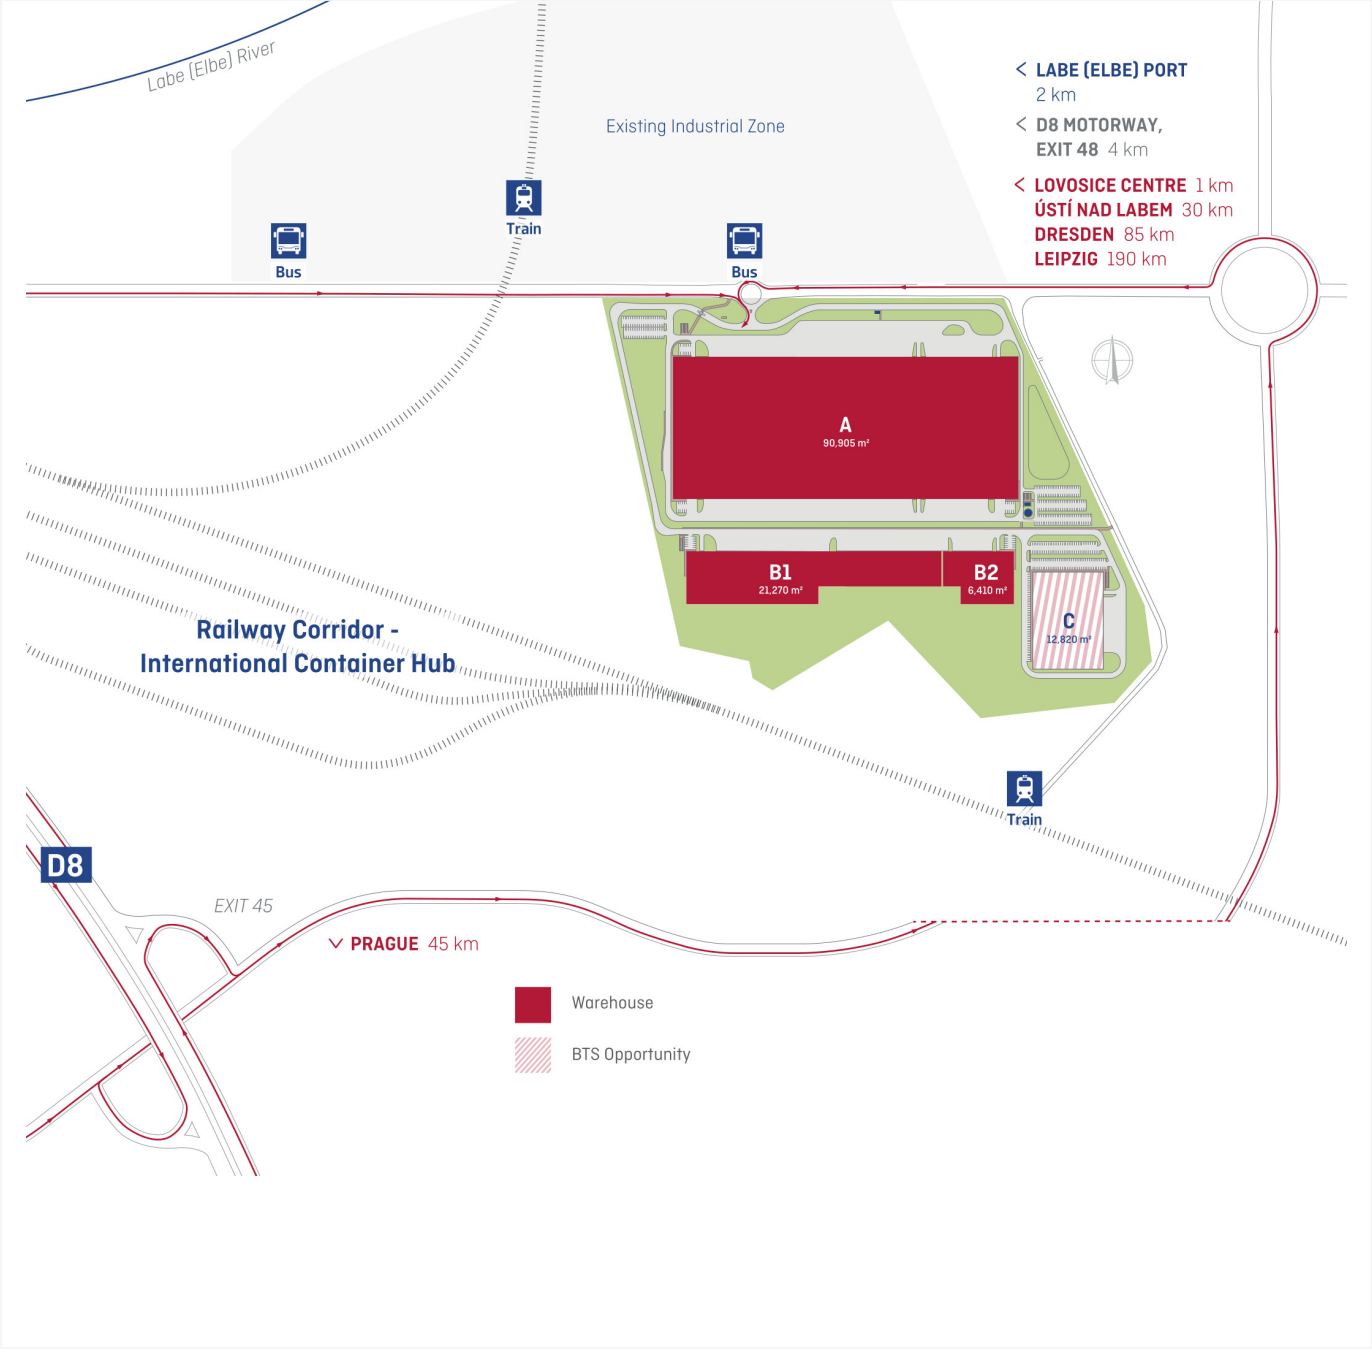 Labe (Elbe) River
Existing Industrial Zone
< LABE (ELBE) PORT
2 km
< D8 MOTORWAY,
EXIT 48 4 km
< LOVOSICE CENTRE 1 km
ÚSTÍ NAD LABEM 30 km
DRESDEN 85 km
LEIPZIG 190 km
Train
Bus
Bus
A
90,905 m²
B1
21,270 m²
B2
6,410 m²
C
12,820 m²
Railway Corridor -
International Container Hub
Train
D8
EXIT 45
PRAGUE 45 km
Warehouse
BTS Opportunity